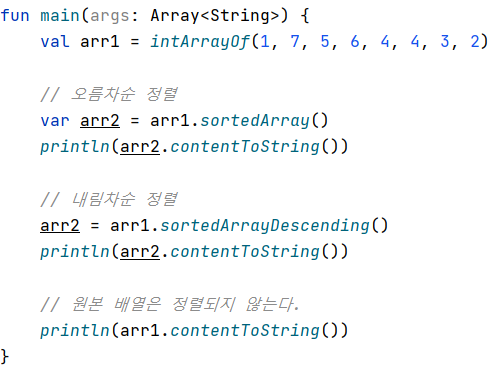 fun main(args: Array<String>) {
    val arr1 = intArrayOf(1, 7, 5, 6, 4, 4, 3, 2)
    // 오름차순 정렬
    var arr2 = arr1.sortedArray()
    println(arr2.contentToString())
    // 내림차순 정렬
    arr2 = arr1.sortedArrayDescending()
    println(arr2.contentToString())
    // 원본 배열은 정렬되지 않는다.
    println(arr1.contentToString())
}